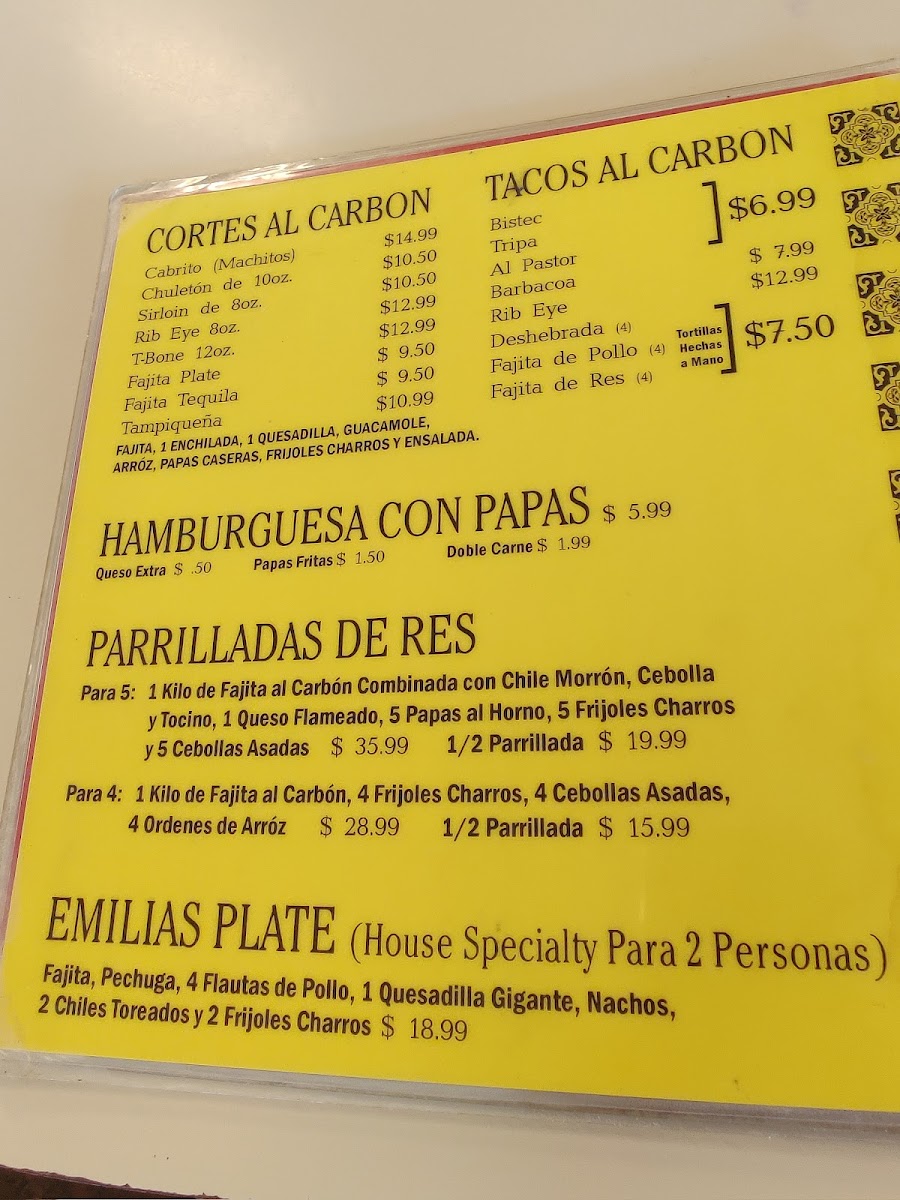 CORTES AL CARBON
Cabrito (Machitos) $14.99
Chuletón de 10oz. $10.50
Sirloin de 8oz. $10.50
Rib Eye 8oz. $12.99
T-Bone 12oz. $12.99
Fajita Plate $ 9.50
Fajita Tequila $ 9.50
Tampiqueña $10.99
FAJITA, 1 ENCHILADA, 1 QUESADILLA, GUACAMOLE,
ARRÓZ, PAPAS CASERAS, FRIJOLES CHARROS Y ENSALADA.
TACOS AL CARBON
Bistec
Tripa
Al Pastor
] $6.99
Barbacoa $ 7.99
Rib Eye $12.99
Deshebrada (4)
Fajita de Pollo (4)
Fajita de Res (4)
Tortillas
Hechas
a Mano
] $7.50
HAMBURGUESA CON PAPAS $ 5.99
Queso Extra $ .50 Papas Fritas $ 1.50 Doble Carne $ 1.99
PARRILLADAS DE RES
Para 5: 1 Kilo de Fajita al Carbón Combinada con Chile Morrón, Cebolla
y Tocino, 1 Queso Flameado, 5 Papas al Horno, 5 Frijoles Charros
y 5 Cebollas Asadas $ 35.99 1/2 Parrillada $ 19.99
Para 4: 1 Kilo de Fajita al Carbón, 4 Frijoles Charros, 4 Cebollas Asadas,
4 Ordenes de Arróz $ 28.99 1/2 Parrillada $ 15.99
EMILIAS PLATE (House Specialty Para 2 Personas)
Fajita, Pechuga, 4 Flautas de Pollo, 1 Quesadilla Gigante, Nachos,
2 Chiles Toreados y 2 Frijoles Charros $ 18.99